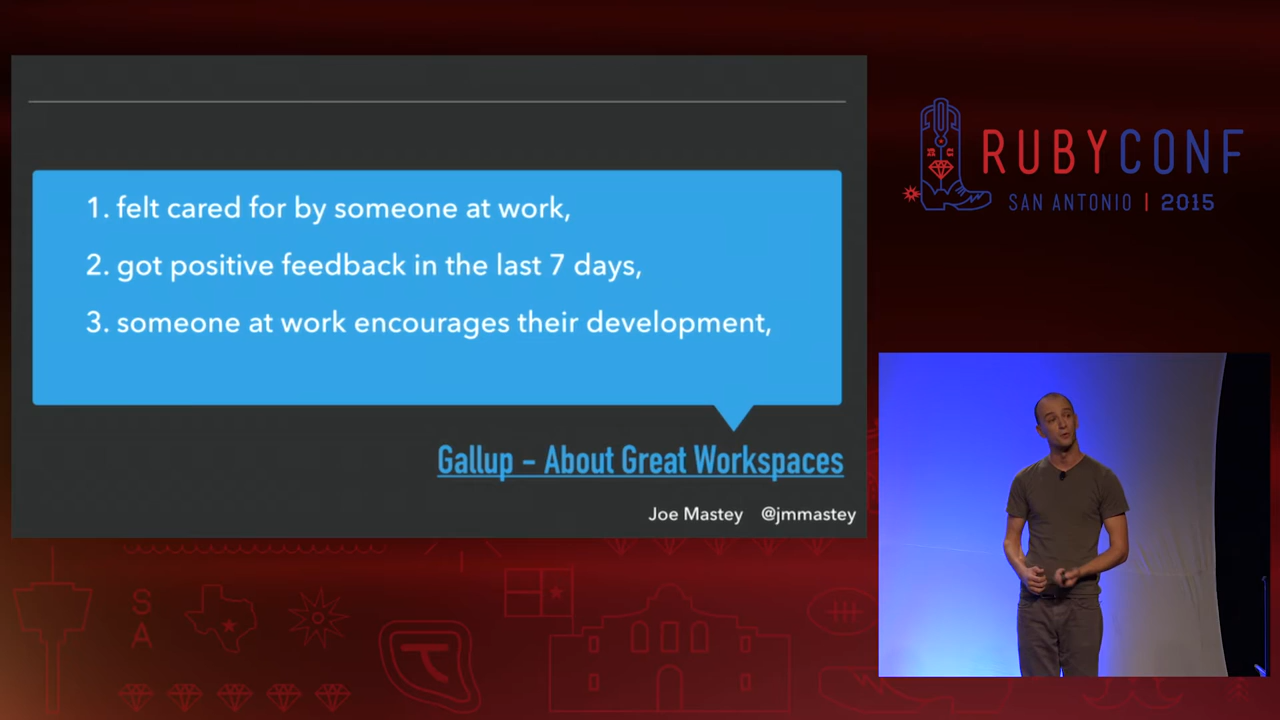 1. felt cared for by someone at work,
2. got positive feedback in the last 7 days,
3. someone at work encourages their development,
Gallup – About Great Workspaces
Joe Mastey @jmmastey
RUBYCONF
SAN ANTONIO | 2015
S
A